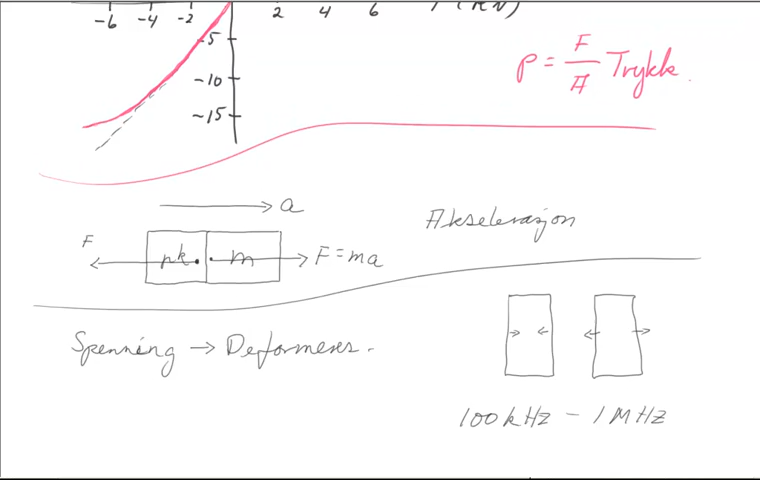 -6 -4 -2 2 4 6 F (kN)
-5
-10
-15
P = F/A Trykk.
a
Akselerasjon
F
pk m F = ma
Spenning → Deformeres.
100 kHz - 1 MHz